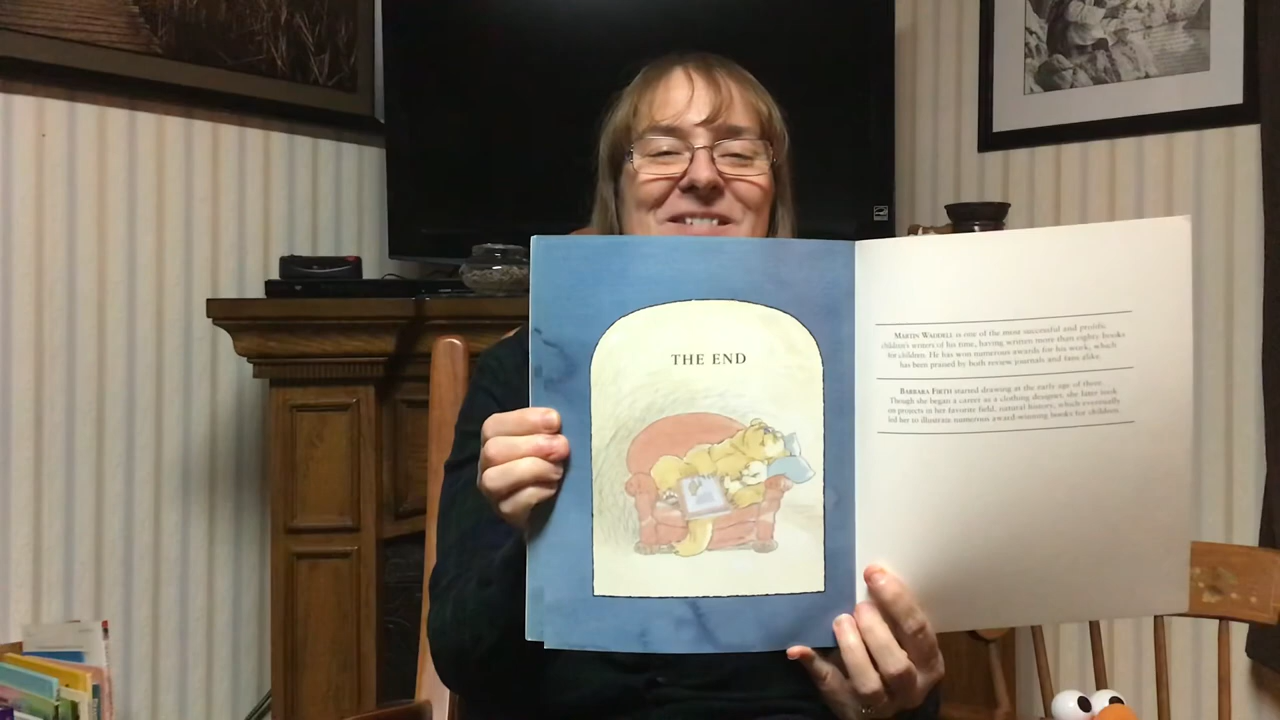 THE END
MARTIN WADDELL is one of the most successful and prolific
children's writers of his time, having written more than eighty books
for children. He has won numerous awards for his work, which
has been praised by both review journals and fans alike.
BARBARA FIRTH started drawing at the early age of three.
Though she began a career as a clothing designer, she later took
on projects in her favorite field, natural history, which eventually
led her to illustrate numerous award-winning books for children.